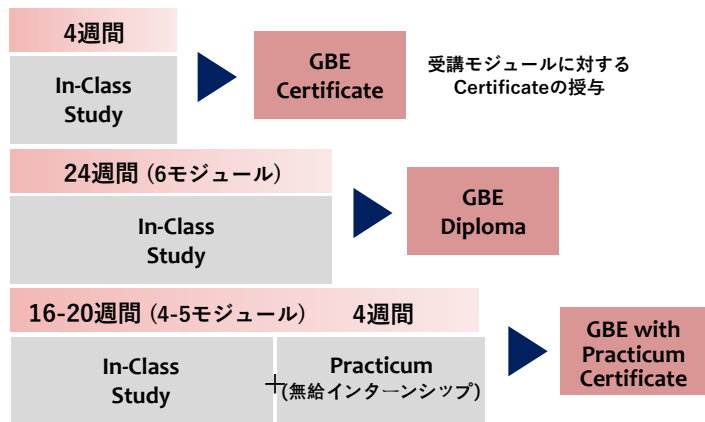 4週間
In-Class
Study
GBE
Certificate
受講モジュールに対する
Certificateの授与
24週間 (6モジュール)
In-Class
Study
GBE
Diploma
16-20週間 (4-5モジュール)
4週間
In-Class
Study
+
Practicum
(無給インターンシップ)
GBE with
Practicum
Certificate